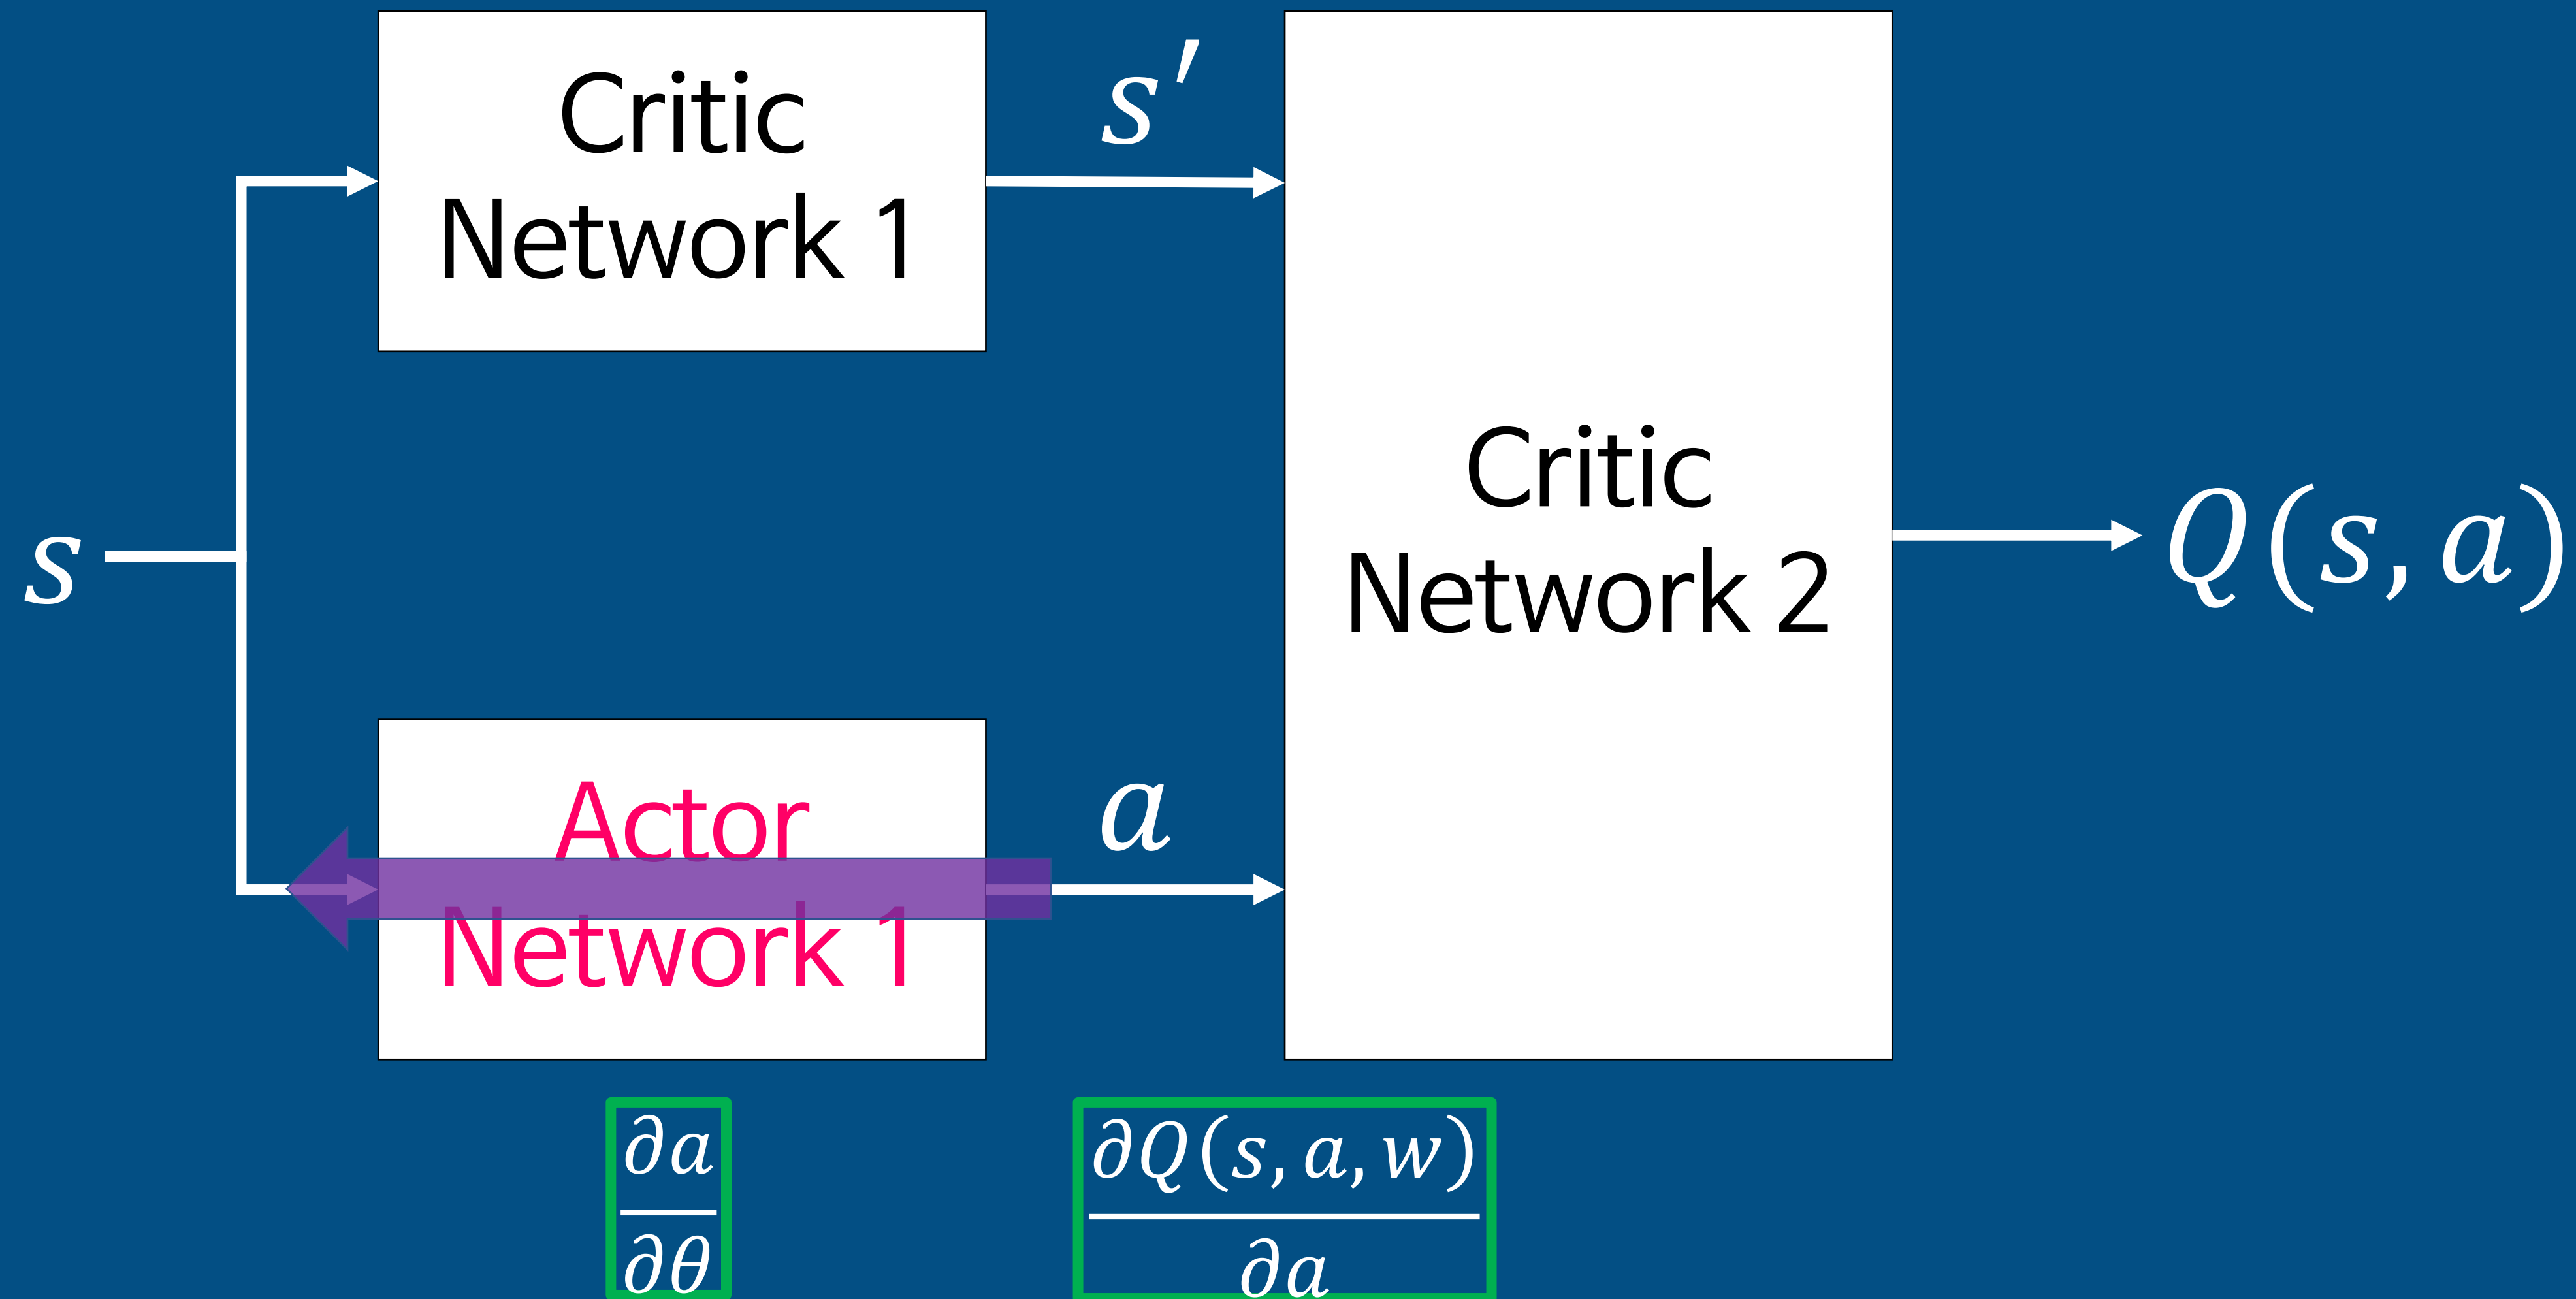 Critic
Network 1
s′
s
Critic
Network 2
Q(s, a)
Actor
Network 1
a
∂a
∂θ
∂Q(s, a, w)
∂a